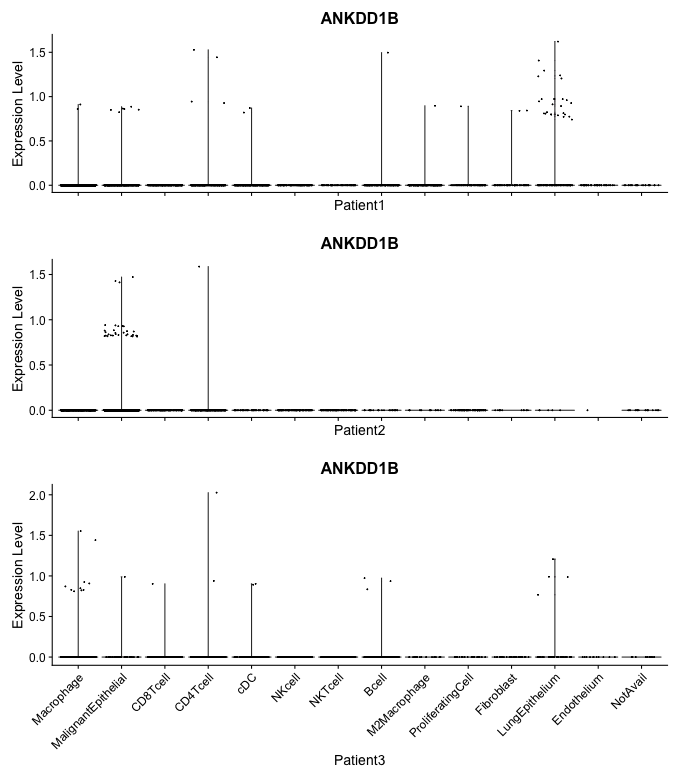 ANKDD1B
Expression Level
1.5
1.0
0.5
0.0
Patient1
ANKDD1B
Expression Level
1.5
1.0
0.5
0.0
Patient2
ANKDD1B
Expression Level
2.0
1.5
1.0
0.5
0.0
Macrophage
MalignantEpithelial
CD8Tcell
CD4Tcell
cDC
NKcell
NKTcell
Bcell
M2Macrophage
ProliferatingCell
Fibroblast
LungEpithelium
Endothelium
NotAvail
Patient3